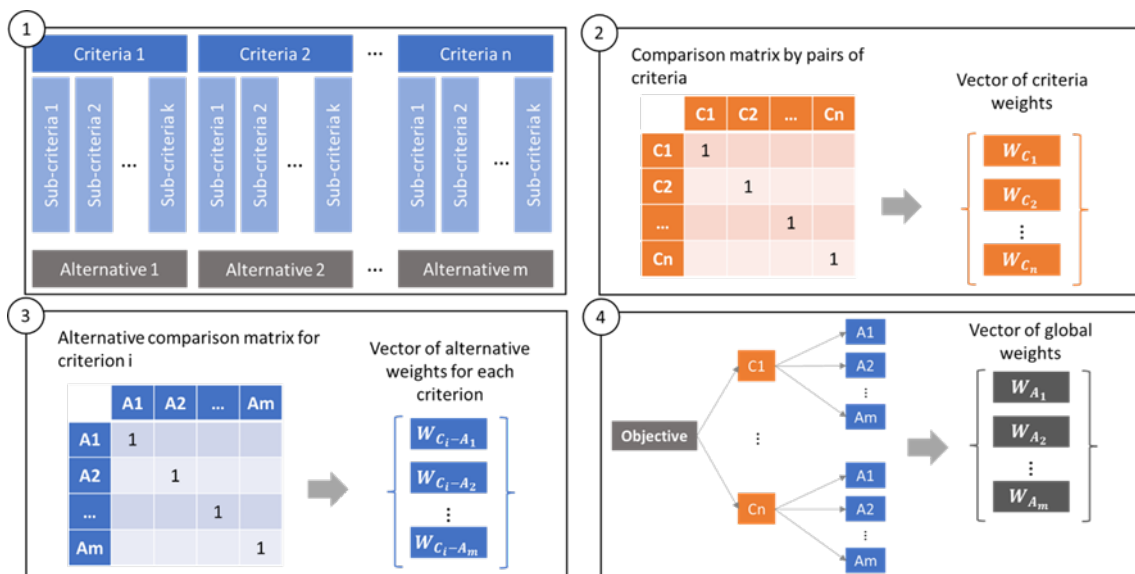 1
Criteria 1
Criteria 2
...
Criteria n
Sub-criteria 1
Sub-criteria 2
...
Sub-criteria k
Sub-criteria 1
Sub-criteria 2
...
Sub-criteria k
Sub-criteria 1
Sub-criteria 2
...
Sub-criteria k
Alternative 1
Alternative 2
...
Alternative m
2
Comparison matrix by pairs of
criteria
C1 C2 ... Cn
C1 1
C2 1
... 1
Cn 1
Vector of criteria
weights
W_{C_1}
W_{C_2}
⋮
W_{C_n}
3
Alternative comparison matrix for
criterion i
A1 A2 ... Am
A1 1
A2 1
... 1
Am 1
Vector of alternative
weights for each
criterion
W_{C_i-A_1}
W_{C_i-A_2}
⋮
W_{C_i-A_m}
4
Objective
C1
⋮
Cn
A1
A2
⋮
Am
A1
A2
⋮
Am
Vector of global
weights
W_{A_1}
W_{A_2}
⋮
W_{A_m}